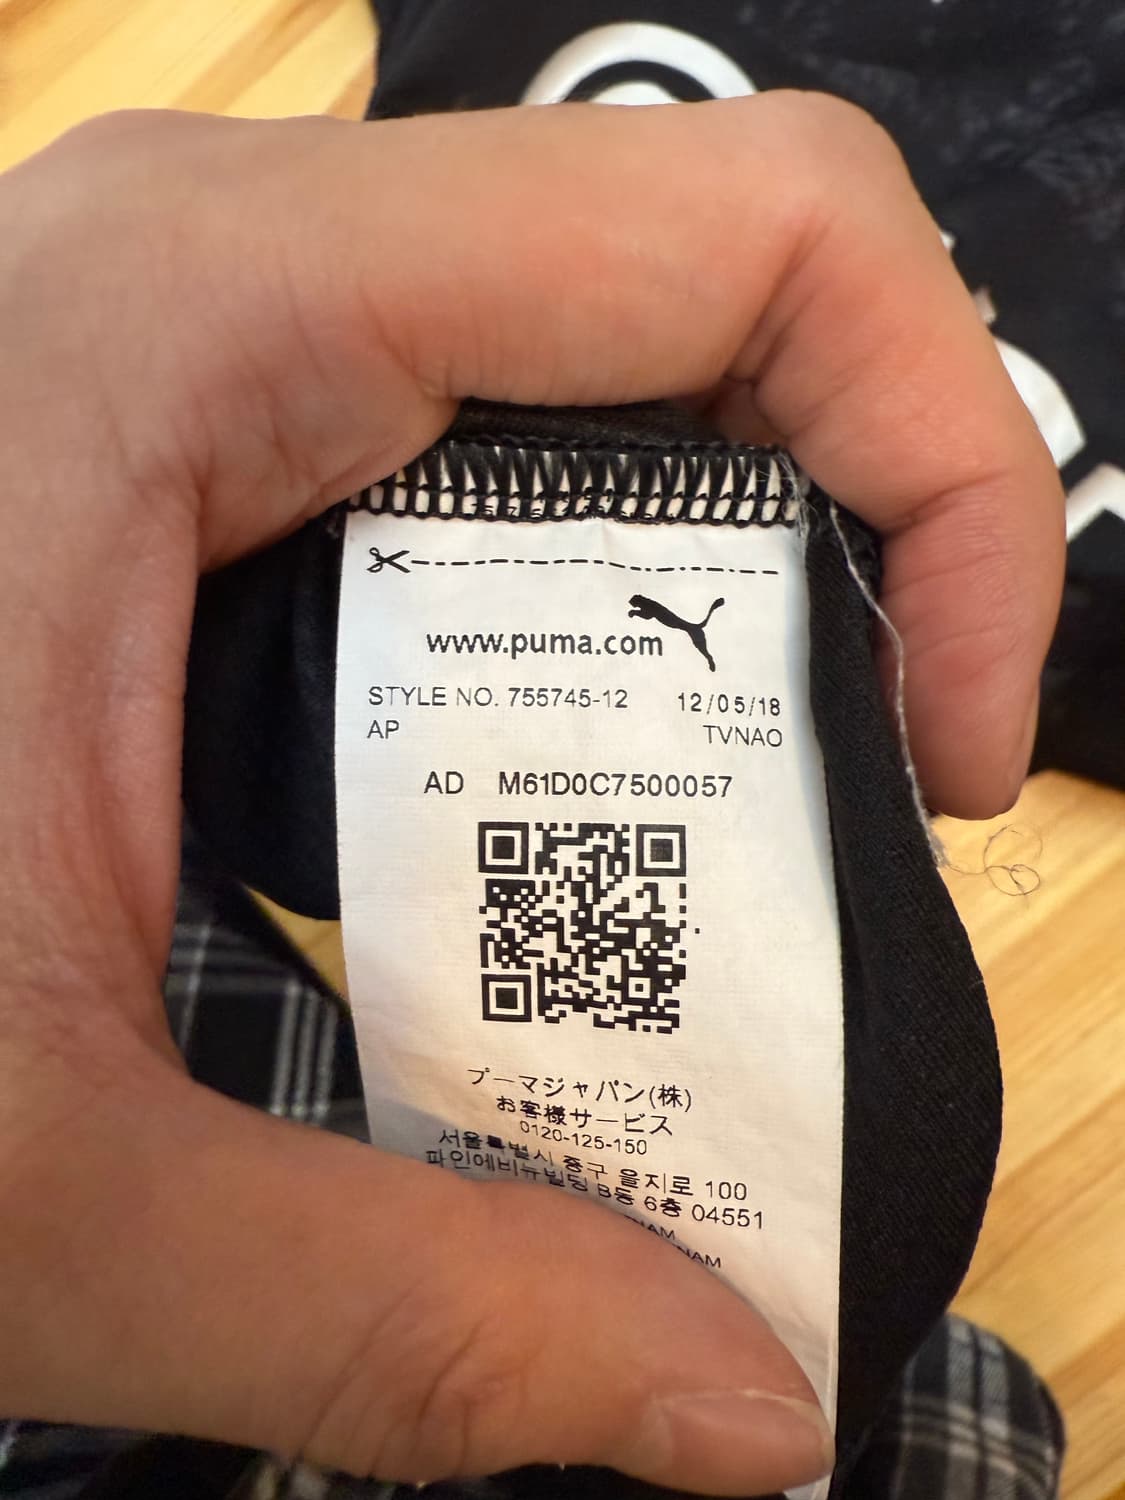 www.puma.com
STYLE NO. 755745-12 12/05/18
AP TVNAO
AD M61D0C7500057
プーマジャパン(株)
お客様サービス
0120-125-150
서울특별시 중구 을지로 100
파인에비뉴빌딩 B동 6층 04551
NAM
NAM